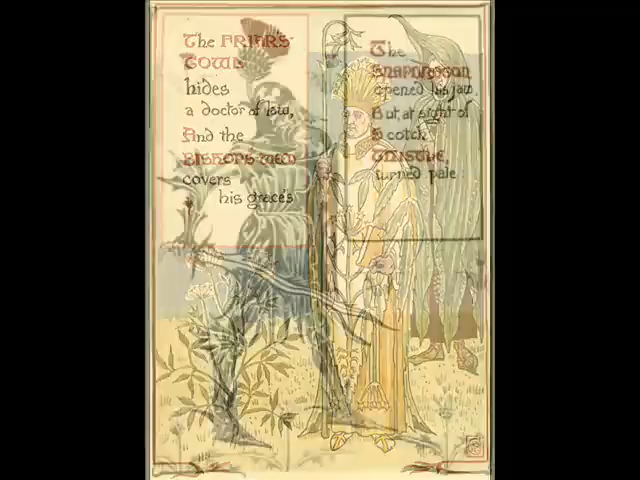 The FRIAR'S
COWL
hides
a doctor of law,
And the
BISHOP'S WEED
covers
his grace's
The
SNAPDRAGON
opened his jaw,
But, at sight of
Scotch
THISTLE,
turned pale: